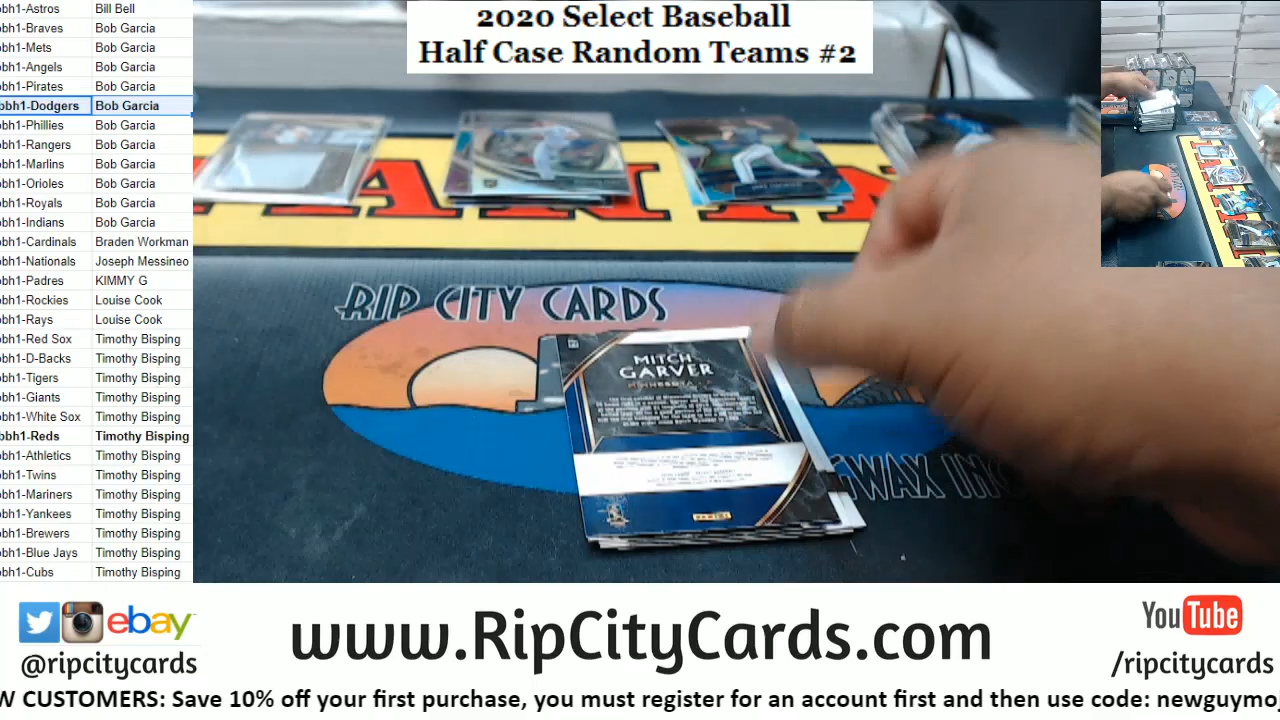 2020 Select Baseball
Half Case Random Teams #2
bh1-Astros Bill Bell
bh1-Braves Bob Garcia
bh1-Mets Bob Garcia
bh1-Angels Bob Garcia
bh1-Pirates Bob Garcia
bbh1-Dodgers Bob Garcia
bh1-Phillies Bob Garcia
bh1-Rangers Bob Garcia
bh1-Marlins Bob Garcia
bh1-Orioles Bob Garcia
bh1-Royals Bob Garcia
bh1-Indians Bob Garcia
bh1-Cardinals Braden Workman
bh1-Nationals Joseph Messineo
bh1-Padres KIMMY G
bh1-Rockies Louise Cook
bh1-Rays Louise Cook
bh1-Red Sox Timothy Bisping
bh1-D-Backs Timothy Bisping
bh1-Tigers Timothy Bisping
bh1-Giants Timothy Bisping
bh1-White Sox Timothy Bisping
bbh1-Reds Timothy Bisping
bh1-Athletics Timothy Bisping
bh1-Twins Timothy Bisping
bh1-Mariners Timothy Bisping
bh1-Yankees Timothy Bisping
bh1-Brewers Timothy Bisping
bh1-Blue Jays Timothy Bisping
bh1-Cubs Timothy Bisping
RIP CITY CARDS
MITCH
GARVER
MINNESOTA
PANINI
GWAX INC
ebay
@ripcitycards
www.RipCityCards.com
YouTube
/ripcitycards
W CUSTOMERS: Save 10% off your first purchase, you must register for an account first and then use code: newguymoj